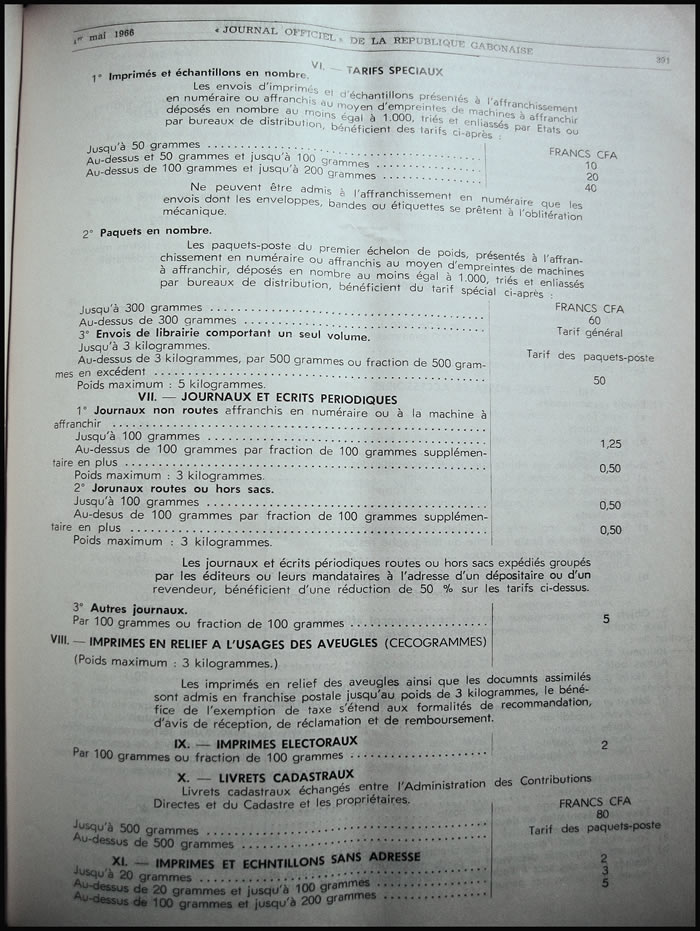 1er mai 1966
« JOURNAL OFFICIEL » DE LA REPUBLIQUE GABONAISE
391
VI. — TARIFS SPECIAUX
1° Imprimés et échantillons en nombre.
Les envois d'imprimés et d'échantillons présentés à l'affranchissement
en numéraire ou affranchis au moyen d'empreintes de machines à affranchir
déposés en nombre au moins égal à 1.000, triés et enliassés par Etats ou
par bureaux de distribution, bénéficient des tarifs ci-après :
FRANCS CFA
Jusqu'à 50 grammes .......... 10
Au-dessus et 50 grammes et jusqu'à 100 grammes .......... 20
Au-dessus de 100 grammes et jusqu'à 200 grammes .......... 40
Ne peuvent être admis à l'affranchissement en numéraire que les
envois dont les enveloppes, bandes ou étiquettes se prêtent à l'oblitération
mécanique.
2° Paquets en nombre.
Les paquets-poste du premier échelon de poids, présentés à l'affran-
chissement en numéraire ou affranchis au moyen d'empreintes de machines
à affranchir, déposés en nombre au moins égal à 1.000, triés et enliassés
par bureaux de distribution, bénéficient du tarif spécial ci-après :
FRANCS CFA
Jusqu'à 300 grammes .......... 60
Au-dessus de 300 grammes .......... Tarif général
3° Envois de librairie comportant un seul volume.
Jusqu'à 3 kilogrammes. Tarif des paquets-poste
Au-dessus de 3 kilogrammes, par 500 grammes ou fraction de 500 gram-
mes en excédent .......... 50
Poids maximum : 5 kilogrammes.
VII. — JOURNAUX ET ECRITS PERIODIQUES
1° Journaux non routes affranchis en numéraire ou à la machine à
affranchir ..........
Jusqu'à 100 grammes .......... 1,25
Au-dessus de 100 grammes par fraction de 100 grammes supplémen-
taire en plus .......... 0,50
Poids maximum : 3 kilogrammes.
2° Jorunaux routes ou hors sacs.
Jusqu'à 100 grammes .......... 0,50
Au-desus de 100 grammes par fraction de 100 grammes supplémen-
taire en plus .......... 0,50
Poids maximum : 3 kilogrammes.
Les journaux et écrits périodiques routes ou hors sacs expédiés groupés
par les éditeurs ou leurs mandataires à l'adresse d'un dépositaire ou d'un
revendeur, bénéficient d'une réduction de 50 % sur les tarifs ci-dessus.
3° Autres journaux.
Par 100 grammes ou fraction de 100 grammes .......... 5
VIII. — IMPRIMES EN RELIEF A L'USAGES DES AVEUGLES (CECOGRAMMES)
(Poids maximum : 3 kilogrammes.)
Les imprimés en relief des aveugles ainsi que les documnts assimilés
sont admis en franchise postale jusqu'au poids de 3 kilogrammes, le béné-
fice de l'exemption de taxe s'étend aux formalités de recommandation,
d'avis de réception, de réclamation et de remboursement.
IX. — IMPRIMES ELECTORAUX
Par 100 grammes ou fraction de 100 grammes .......... 2
X. — LIVRETS CADASTRAUX
Livrets cadastraux échangés entre l'Administration des Contributions
Directes et du Cadastre et les propriétaires.
FRANCS CFA
Jusqu'à 500 grammes .......... 80
Au-dessus de 500 grammes .......... Tarif des paquets-poste
XI. — IMPRIMES ET ECHNTILLONS SANS ADRESSE
Jusqu'à 20 grammes .......... 2
Au-dessus de 20 grammes et jusqu'à 100 grammes .......... 3
Au-dessus de 100 grammes et jusqu'à 200 grammes .......... 5